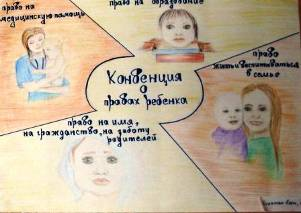 право на
медицинскую помощь
право на образование
право
жить и воспитываться
в семье
Конвенция
о
правах ребенка
право на имя,
на гражданство, на заботу
родителей